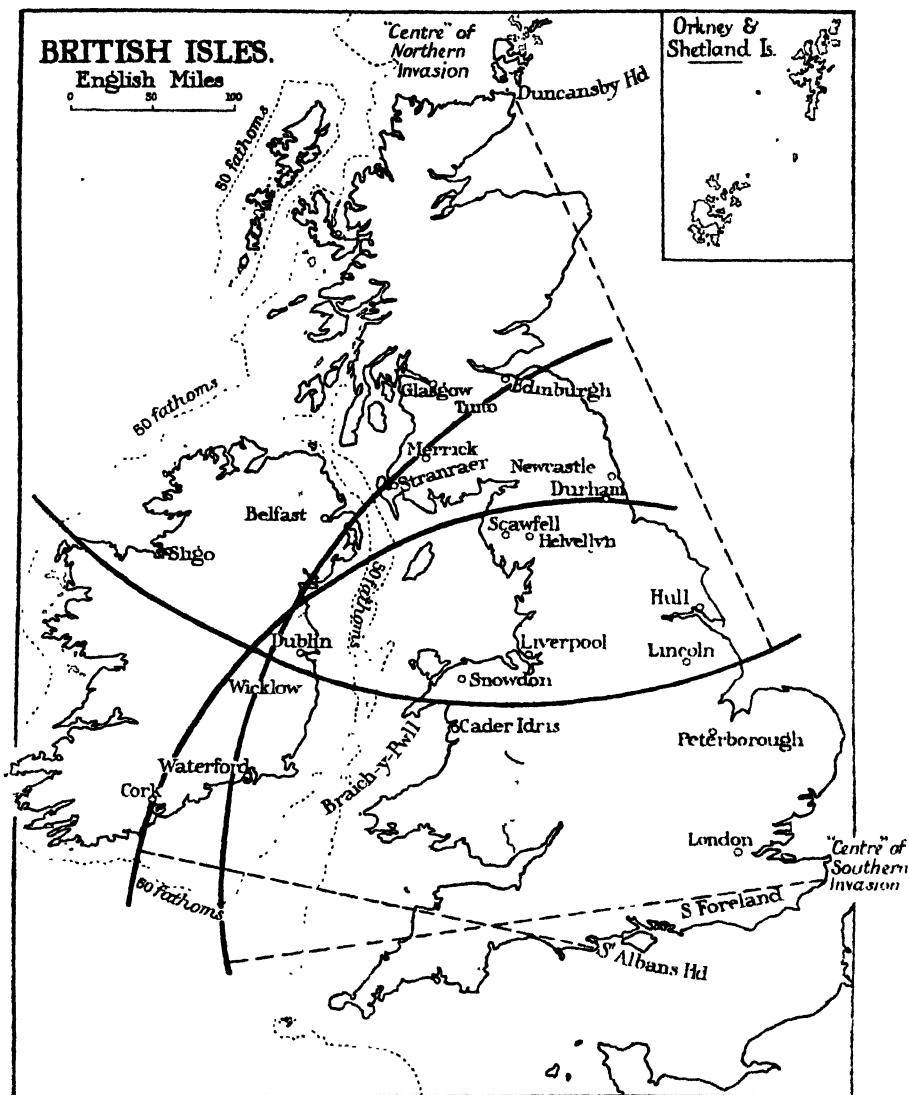 BRITISH ISLES.
English Miles
0 50 100
"Centre" of
Northern
Invasion
Duncansby Hd
Orkney &
Shetland Is.
80 fathoms
50 fathoms
Glasgow
Edinburgh
Tinto
Merrick
Stranraer
Newcastle
Durham
Belfast
Sligo
Scawfell
Helvellyn
50 fathoms
Hull
Dublin
Liverpool
Lincoln
Wicklow
Snowdon
Cader Idris
Peterborough
Braich-y-Pwll
Waterford
Cork
London
"Centre" of
Southern
Invasion
60 fathoms
S Foreland
St Albans Hd